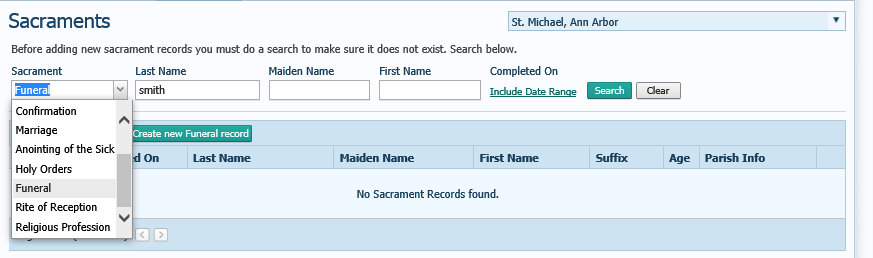 Sacraments
St. Michael, Ann Arbor
Before adding new sacrament records you must do a search to make sure it does not exist. Search below.
Sacrament Last Name Maiden Name First Name Completed On
Funeral smith Include Date Range Search Clear
Confirmation
Marriage
Create new Funeral record
Anointing of the Sick
d On Last Name Maiden Name First Name Suffix Age Parish Info
Holy Orders
Funeral
No Sacrament Records found.
Rite of Reception
Religious Profession